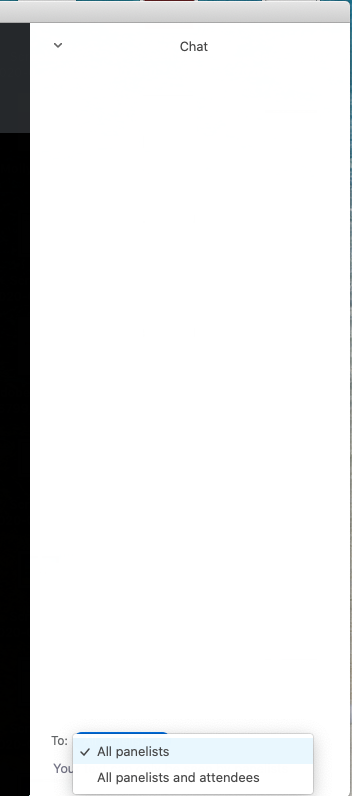 Chat
To:
All panelists
You
All panelists and attendees